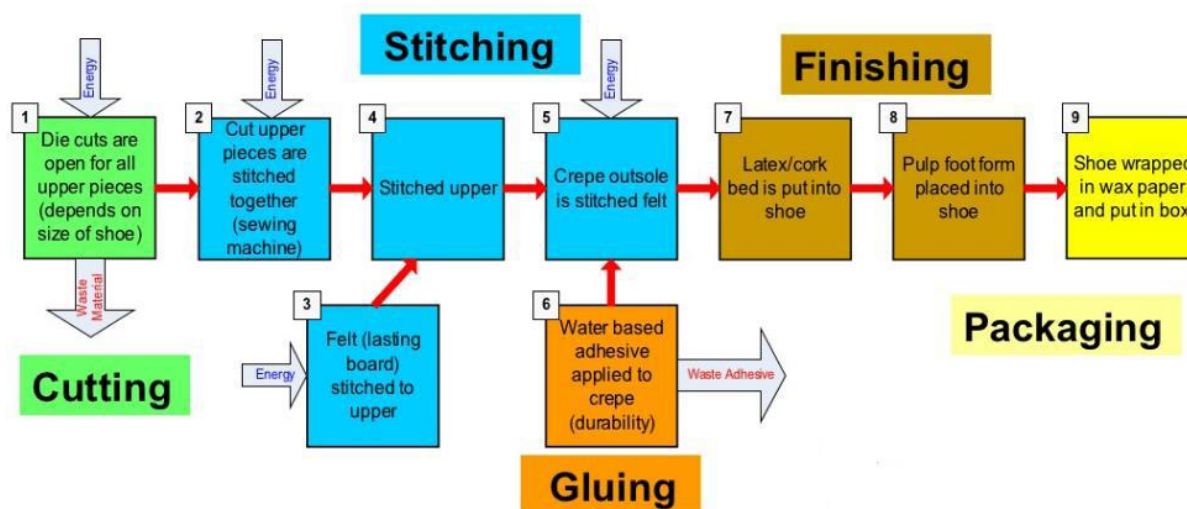 Stitching
Finishing
Energy
Energy
Energy
1
Die cuts are
open for all
upper pieces
(depends on
size of shoe)
2
Cut upper
pieces are
stitched
together
(sewing
machine)
4
Stitched upper
5
Crepe outsole
is stitched felt
7
Latex/cork
bed is put into
shoe
8
Pulp foot form
placed into
shoe
9
Shoe wrapped
in wax paper
and put in box
Waste
Material
Cutting
Energy
3
Felt (lasting
board)
stitched to
upper
6
Water based
adhesive
applied to
crepe
(durability)
Waste Adhesive
Packaging
Gluing